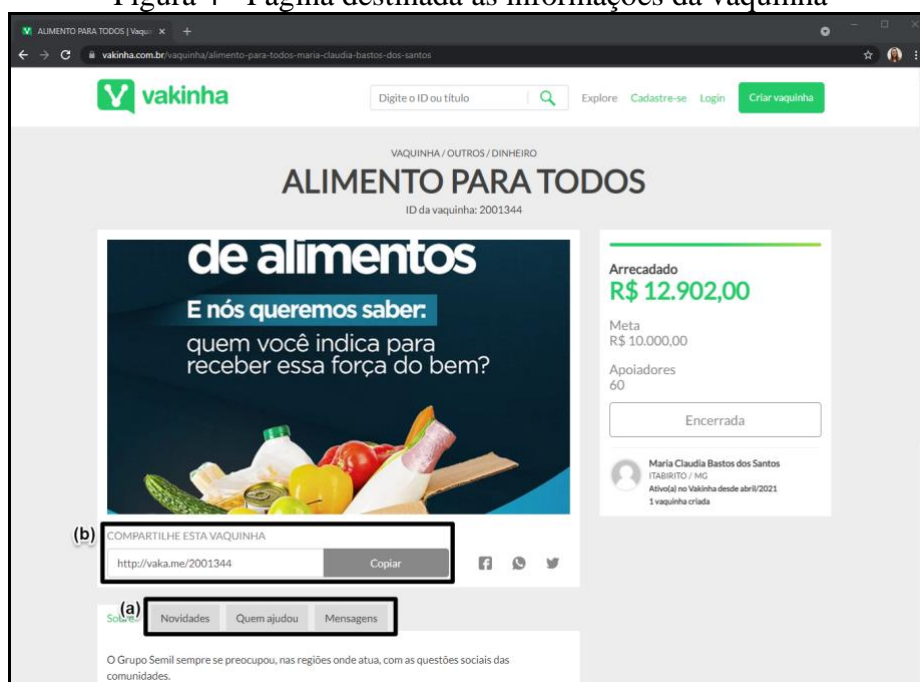 Figura 4 - Página destinada às informações da vaquinha
ALIMENTO PARA TODOS | Vaqui
vakinha.com.br/vaquinha/alimento-para-todos-maria-claudia-bastos-dos-santos
vakinha
Digite o ID ou título
Explore Cadastre-se Login Criar vaquinha
VAQUINHA / OUTROS / DINHEIRO
ALIMENTO PARA TODOS
ID da vaquinha: 2001344
de alimentos
E nós queremos saber:
quem você indica para
receber essa força do bem?
Arrecadado
R$ 12.902,00
Meta
R$ 10.000,00
Apoiadores
60
Encerrada
Maria Claudia Bastos dos Santos
ITABIRITO / MG
Ativo(a) no Vakinha desde abril/2021
1 vaquinha criada
(b)
COMPARTILHE ESTA VAQUINHA
http://vaka.me/2001344 Copiar
(a)
Sobre Novidades Quem ajudou Mensagens
O Grupo Semil sempre se preocupou, nas regiões onde atua, com as questões sociais das
comunidades.